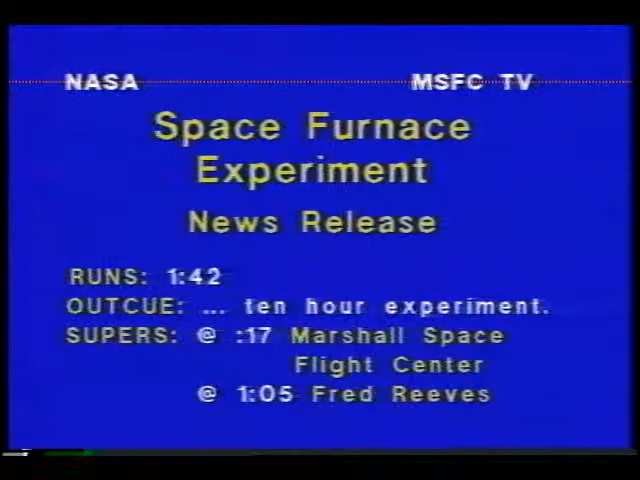 NASA MSFC TV
Space Furnace
Experiment
News Release
RUNS: 1:42
OUTCUE: ... ten hour experiment.
SUPERS: @ :17 Marshall Space
Flight Center
@ 1:05 Fred Reeves